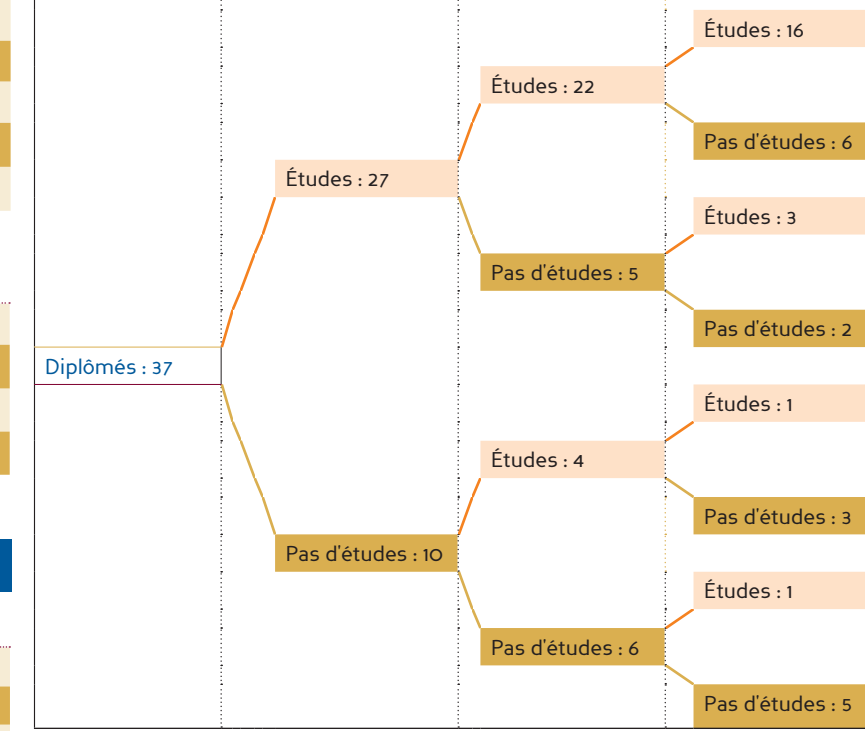 Études : 16
Études : 22
Pas d'études : 6
Études : 27
Études : 3
Pas d'études : 5
Pas d'études : 2
Diplômés : 37
Études : 1
Études : 4
Pas d'études : 3
Pas d'études : 10
Études : 1
Pas d'études : 6
Pas d'études : 5